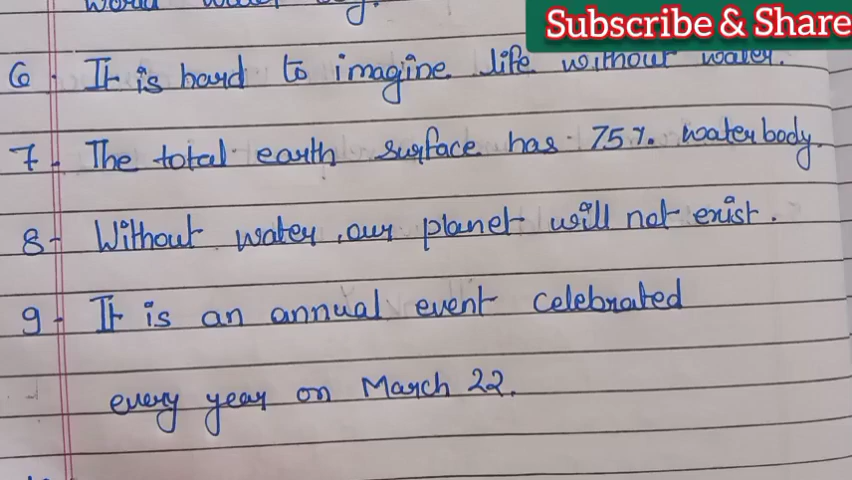 Subscribe & Share
World Water
6 - It is hard to imagine life without water.
7 - The total earth surface has 75% waterbody.
8 - Without water, our planet will not exist.
9 - It is an annual event celebrated
every year on March 22.